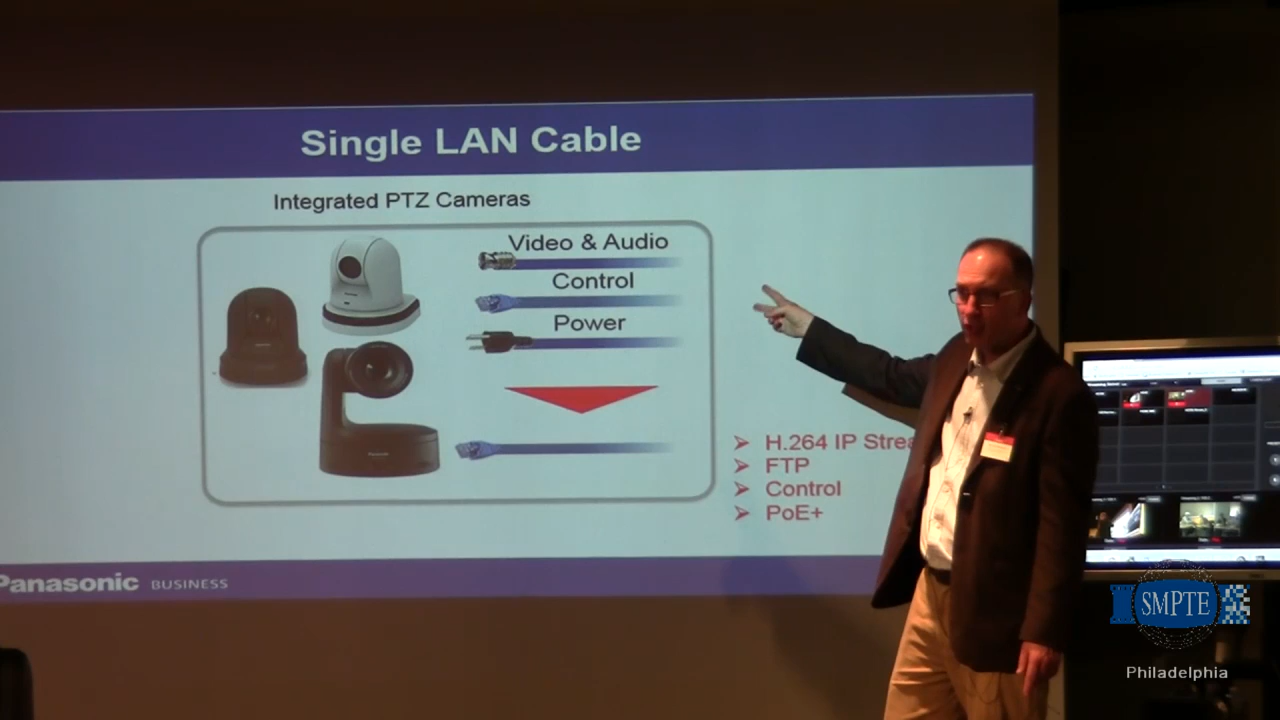 Single LAN Cable
Integrated PTZ Cameras
Video & Audio
Control
Power
H.264 IP Strea
FTP
Control
PoE+
Panasonic BUSINESS
SMPTE
Philadelphia